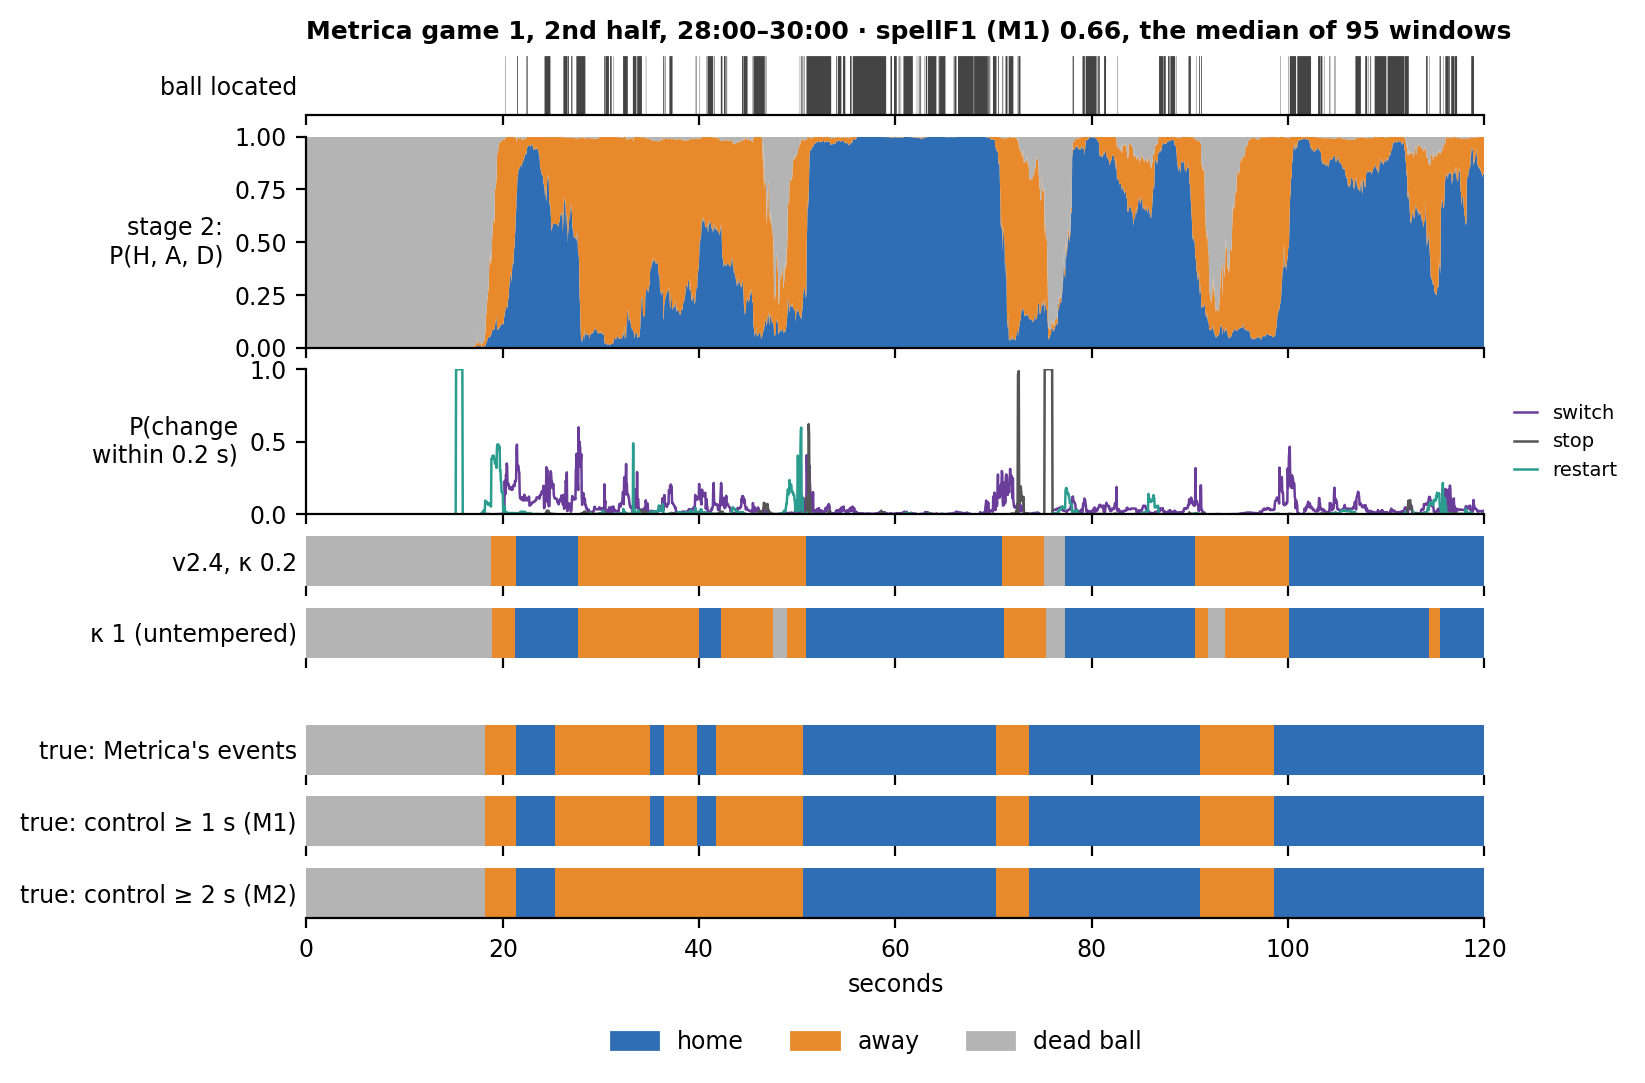 Metrica game 1, 2nd half, 28:00–30:00 · spellF1 (M1) 0.66, the median of 95 windows
ball located
1.00
0.75
0.50
0.25
0.00
stage 2:
P(H, A, D)
1.0
0.5
0.0
P(change
within 0.2 s)
switch
stop
restart
v2.4, κ 0.2
κ 1 (untempered)
true: Metrica's events
true: control ≥ 1 s (M1)
true: control ≥ 2 s (M2)
0 20 40 60 80 100 120
seconds
home away dead ball